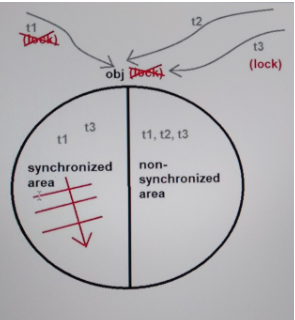 t1
(lock)
t2
t3
(lock)
obj (lock)
t1 t3
synchronized
area
t1, t2, t3
non-
synchronized
area